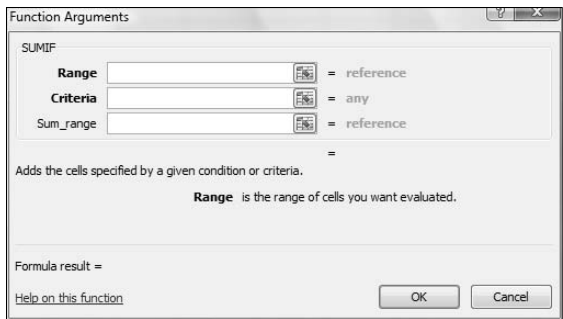 Function Arguments
SUMIF
Range = reference
Criteria = any
Sum_range = reference
=
Adds the cells specified by a given condition or criteria.
Range is the range of cells you want evaluated.
Formula result =
Help on this function
OK Cancel